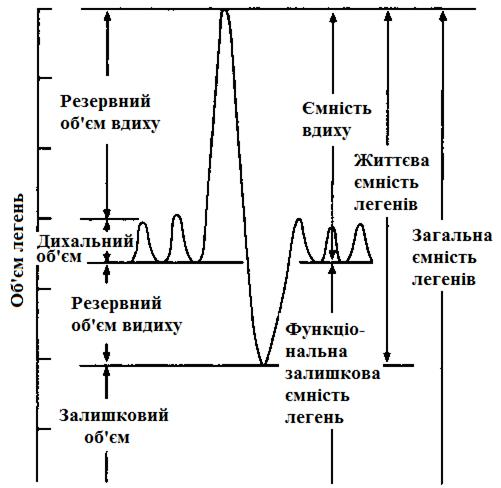 Об'єм легень
Резервний
об'єм вдиху
Дихальний
об'єм
Резервний
об'єм видиху
Залишковий
об'єм
Ємність
вдиху
Функціо-
нальна
залишкова
ємність
легень
Життєва
ємність
легенів
Загальна
ємність
легенів